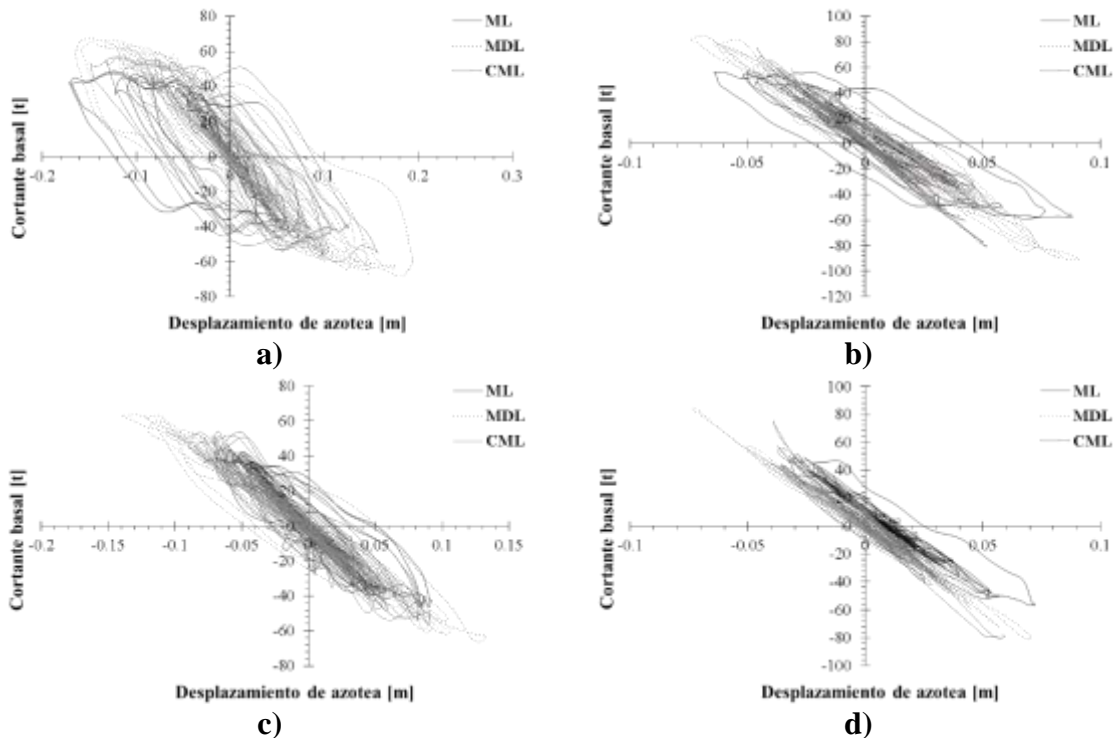 80
60
40
20
0
-20
-40
-60
-80
-0.2
-0.1
0
0.1
0.2
0.3
Cortante basal [t]
Desplazamiento de azotea [m]
ML
MDL
CML
a)
100
80
60
40
20
0
-20
-40
-60
-80
-100
-120
-0.1
-0.05
0
0.05
0.1
Cortante basal [t]
Desplazamiento de azotea [m]
ML
MDL
CML
b)
80
60
40
20
0
-20
-40
-60
-80
-0.2
-0.15
-0.1
-0.05
0
0.05
0.1
0.15
Cortante basal [t]
Desplazamiento de azotea [m]
ML
MDL
CML
c)
100
80
60
40
20
0
-20
-40
-60
-80
-100
-0.1
-0.05
0
0.05
0.1
Cortante basal [t]
Desplazamiento de azotea [m]
ML
MDL
CML
d)